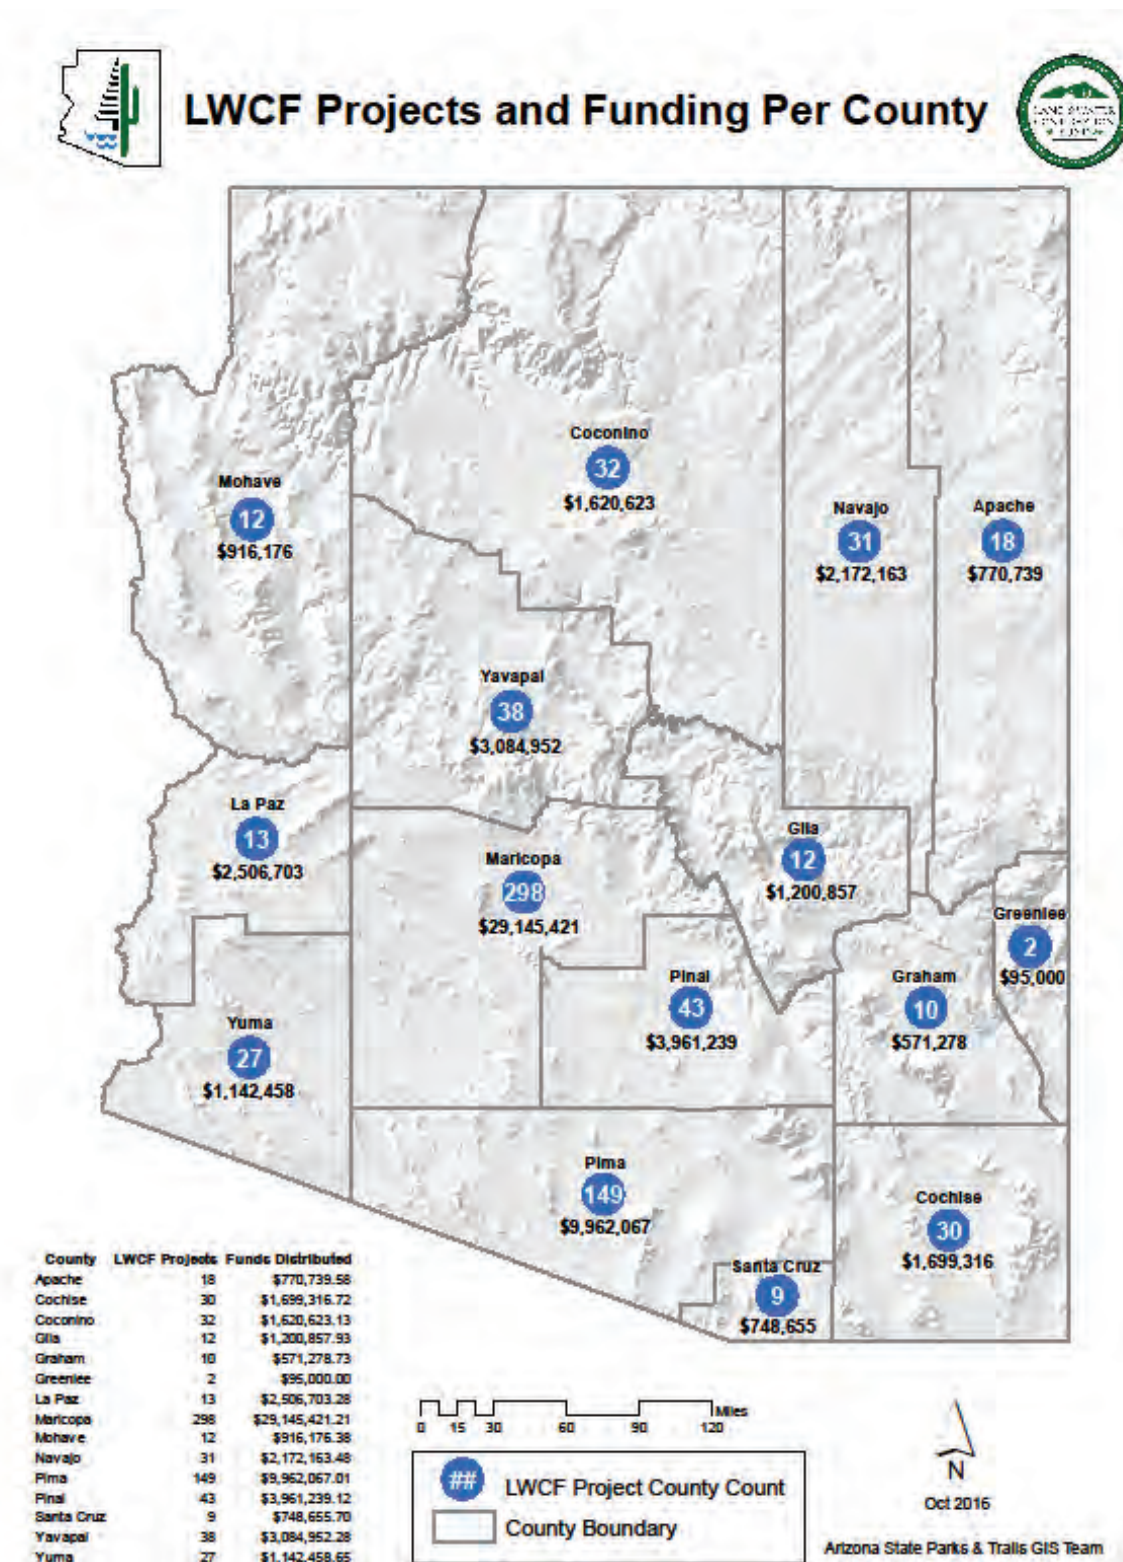 LWCF Projects and Funding Per County
Coconino
32
$1,620,623
Mohave
12
$916,176
Navajo
31
$2,172,163
Apache
18
$770,739
Yavapai
38
$3,084,952
La Paz
13
$2,506,703
Maricopa
298
$29,145,421
Gila
12
$1,200,857
Greenlee
2
$95,000
Pinal
43
$3,961,239
Graham
10
$571,278
Yuma
27
$1,142,458
Pima
149
$9,962,067
Cochise
30
$1,699,316
Santa Cruz
9
$748,655
County LWCF Projects Funds Distributed
Apache 18 $770,739.58
Cochise 30 $1,699,316.72
Coconino 32 $1,620,623.13
Gila 12 $1,200,857.93
Graham 10 $571,278.73
Greenlee 2 $95,000.00
La Paz 13 $2,506,703.28
Maricopa 298 $29,145,421.21
Mohave 12 $916,176.38
Navajo 31 $2,172,163.48
Pima 149 $9,962,067.01
Pinal 43 $3,961,239.12
Santa Cruz 9 $748,655.70
Yavapai 38 $3,084,952.28
Yuma 27 $1,142,458.65
Miles
0 15 30 60 90 120
## LWCF Project County Count
County Boundary
N
Oct 2016
Arizona State Parks & Trails GIS Team